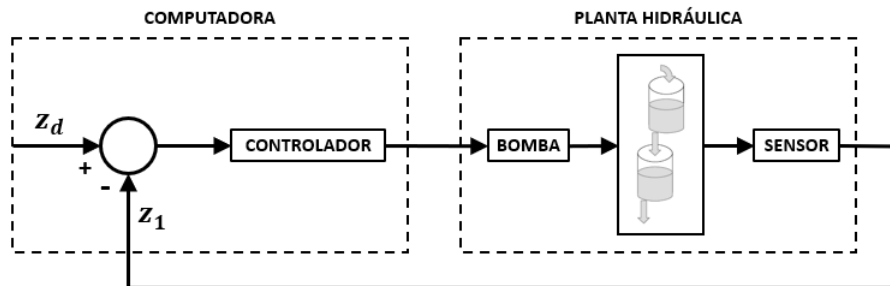 COMPUTADORA
PLANTA HIDRÁULICA
z_d
+
-
z_1
CONTROLADOR
BOMBA
SENSOR